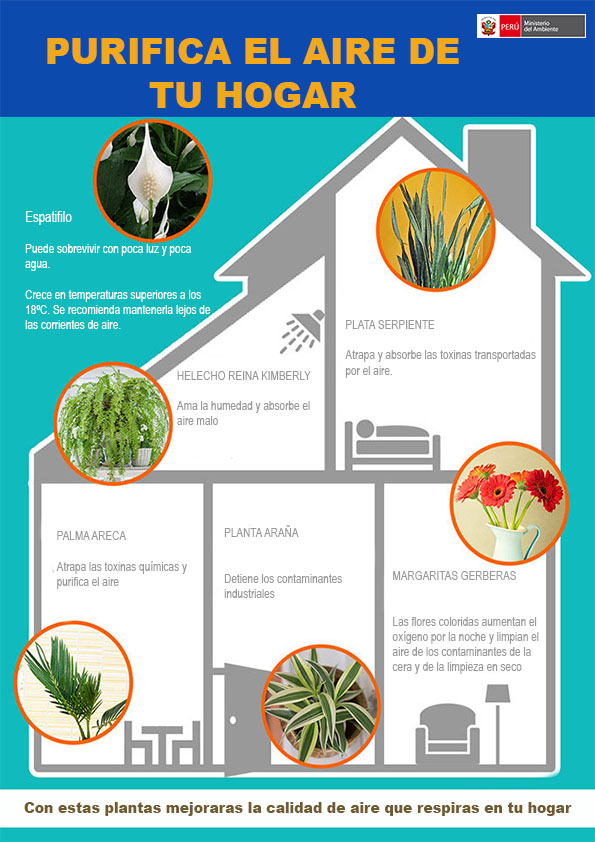 PURIFICA EL AIRE DE
TU HOGAR
PERÚ
Ministerio
del Ambiente
Espatifilo
Puede sobrevivir con poca luz y poca
agua.
Crece en temperaturas superiores a los
18ºC. Se recomienda mantenerla lejos de
las corrientes de aire.
PLATA SERPIENTE
Atrapa y absorbe las toxinas transportadas
por el aire.
HELECHO REINA KIMBERLY
Ama la humedad y absorbe el
aire malo
PALMA ARECA
Atrapa las toxinas químicas y
purifica el aire
PLANTA ARAÑA
Detiene los contaminantes
industriales
MARGARITAS GERBERAS
Las flores coloridas aumentan el
oxígeno por la noche y limpian el
aire de los contaminantes de la
cera y de la limpieza en seco
Con estas plantas mejoraras la calidad de aire que respiras en tu hogar